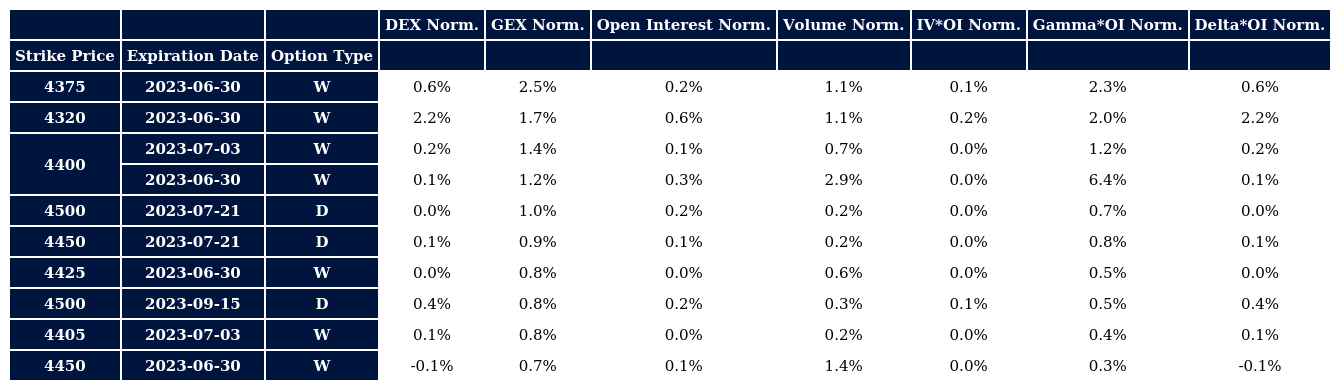 DEX Norm. GEX Norm. Open Interest Norm. Volume Norm. IV*OI Norm. Gamma*OI Norm. Delta*OI Norm.
Strike Price Expiration Date Option Type
4375 2023-06-30 W 0.6% 2.5% 0.2% 1.1% 0.1% 2.3% 0.6%
4320 2023-06-30 W 2.2% 1.7% 0.6% 1.1% 0.2% 2.0% 2.2%
4400 2023-07-03 W 0.2% 1.4% 0.1% 0.7% 0.0% 1.2% 0.2%
2023-06-30 W 0.1% 1.2% 0.3% 2.9% 0.0% 6.4% 0.1%
4500 2023-07-21 D 0.0% 1.0% 0.2% 0.2% 0.0% 0.7% 0.0%
4450 2023-07-21 D 0.1% 0.9% 0.1% 0.2% 0.0% 0.8% 0.1%
4425 2023-06-30 W 0.0% 0.8% 0.0% 0.6% 0.0% 0.5% 0.0%
4500 2023-09-15 D 0.4% 0.8% 0.2% 0.3% 0.1% 0.5% 0.4%
4405 2023-07-03 W 0.1% 0.8% 0.0% 0.2% 0.0% 0.4% 0.1%
4450 2023-06-30 W -0.1% 0.7% 0.1% 1.4% 0.0% 0.3% -0.1%